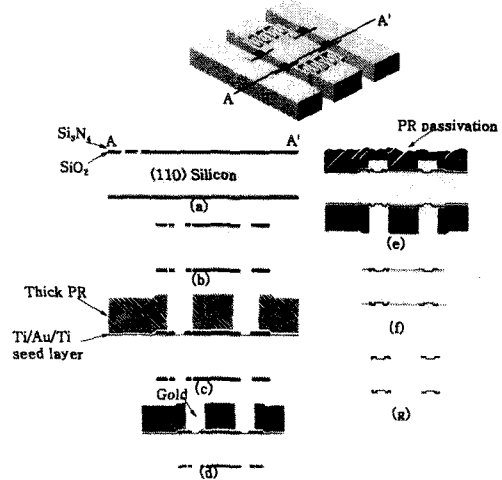 A'
A
Si₃N₄
A
A'
PR passivation
SiO₂
(110) Silicon
(a)
(e)
(b)
Thick PR
(f)
Ti/Au/Ti
seed layer
(c)
Gold
(g)
(d)